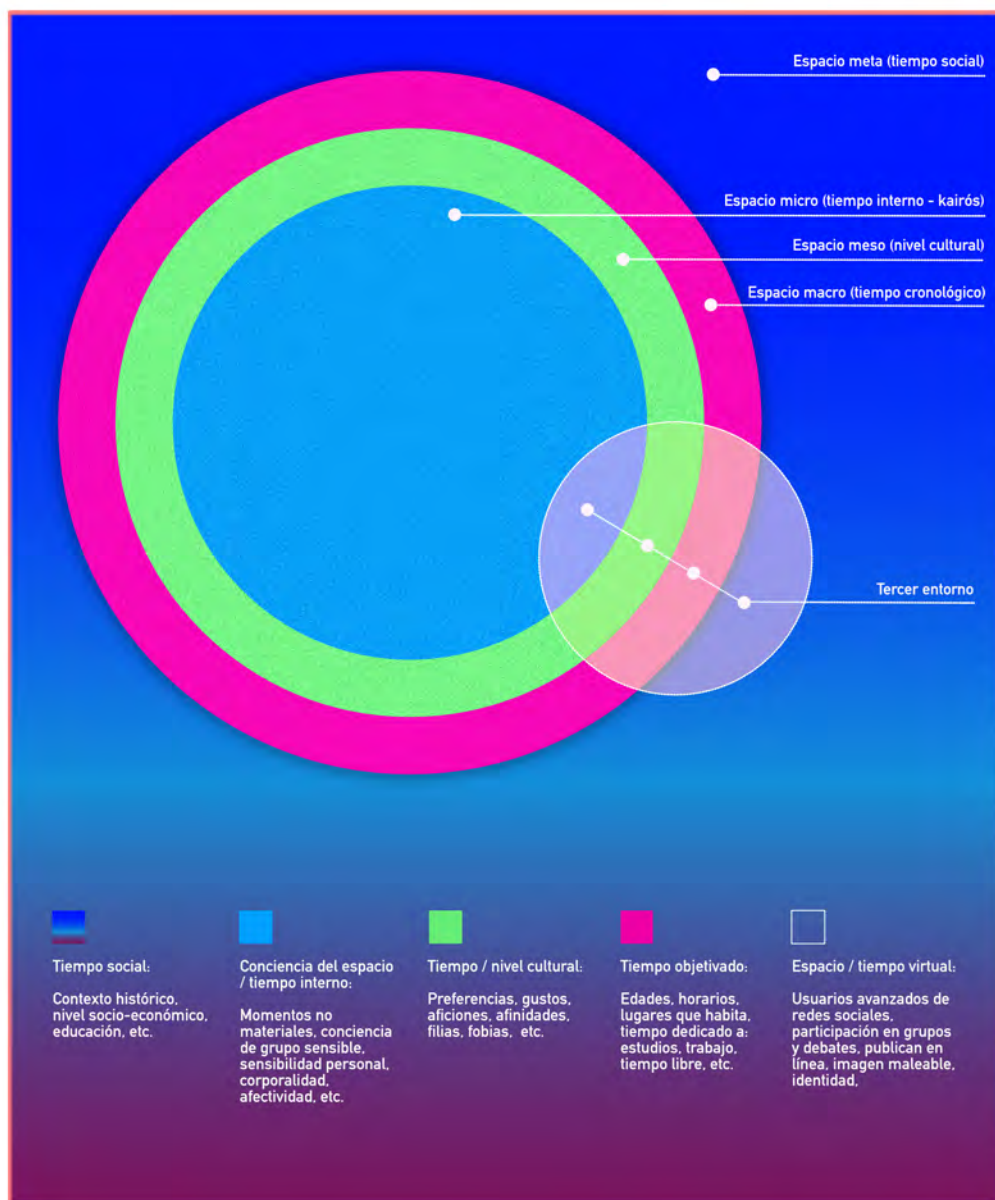 Espacio meta (tiempo social)
Espacio micro (tiempo interno - kairós)
Espacio meso (nivel cultural)
Espacio macro (tiempo cronológico)
Tercer entorno
Tiempo social:
Contexto histórico,
nivel socio-económico,
educación, etc.
Conciencia del espacio
/ tiempo interno:
Momentos no
materiales, conciencia
de grupo sensible,
sensibilidad personal,
corporalidad,
afectividad, etc.
Tiempo / nivel cultural:
Preferencias, gustos,
aficiones, afinidades,
filias, fobias, etc.
Tiempo objetivado:
Edades, horarios,
lugares que habita,
tiempo dedicado a:
estudios, trabajo,
tiempo libre, etc.
Espacio / tiempo virtual:
Usuarios avanzados de
redes sociales,
participación en grupos
y debates, publican en
línea, imagen maleable,
identidad,